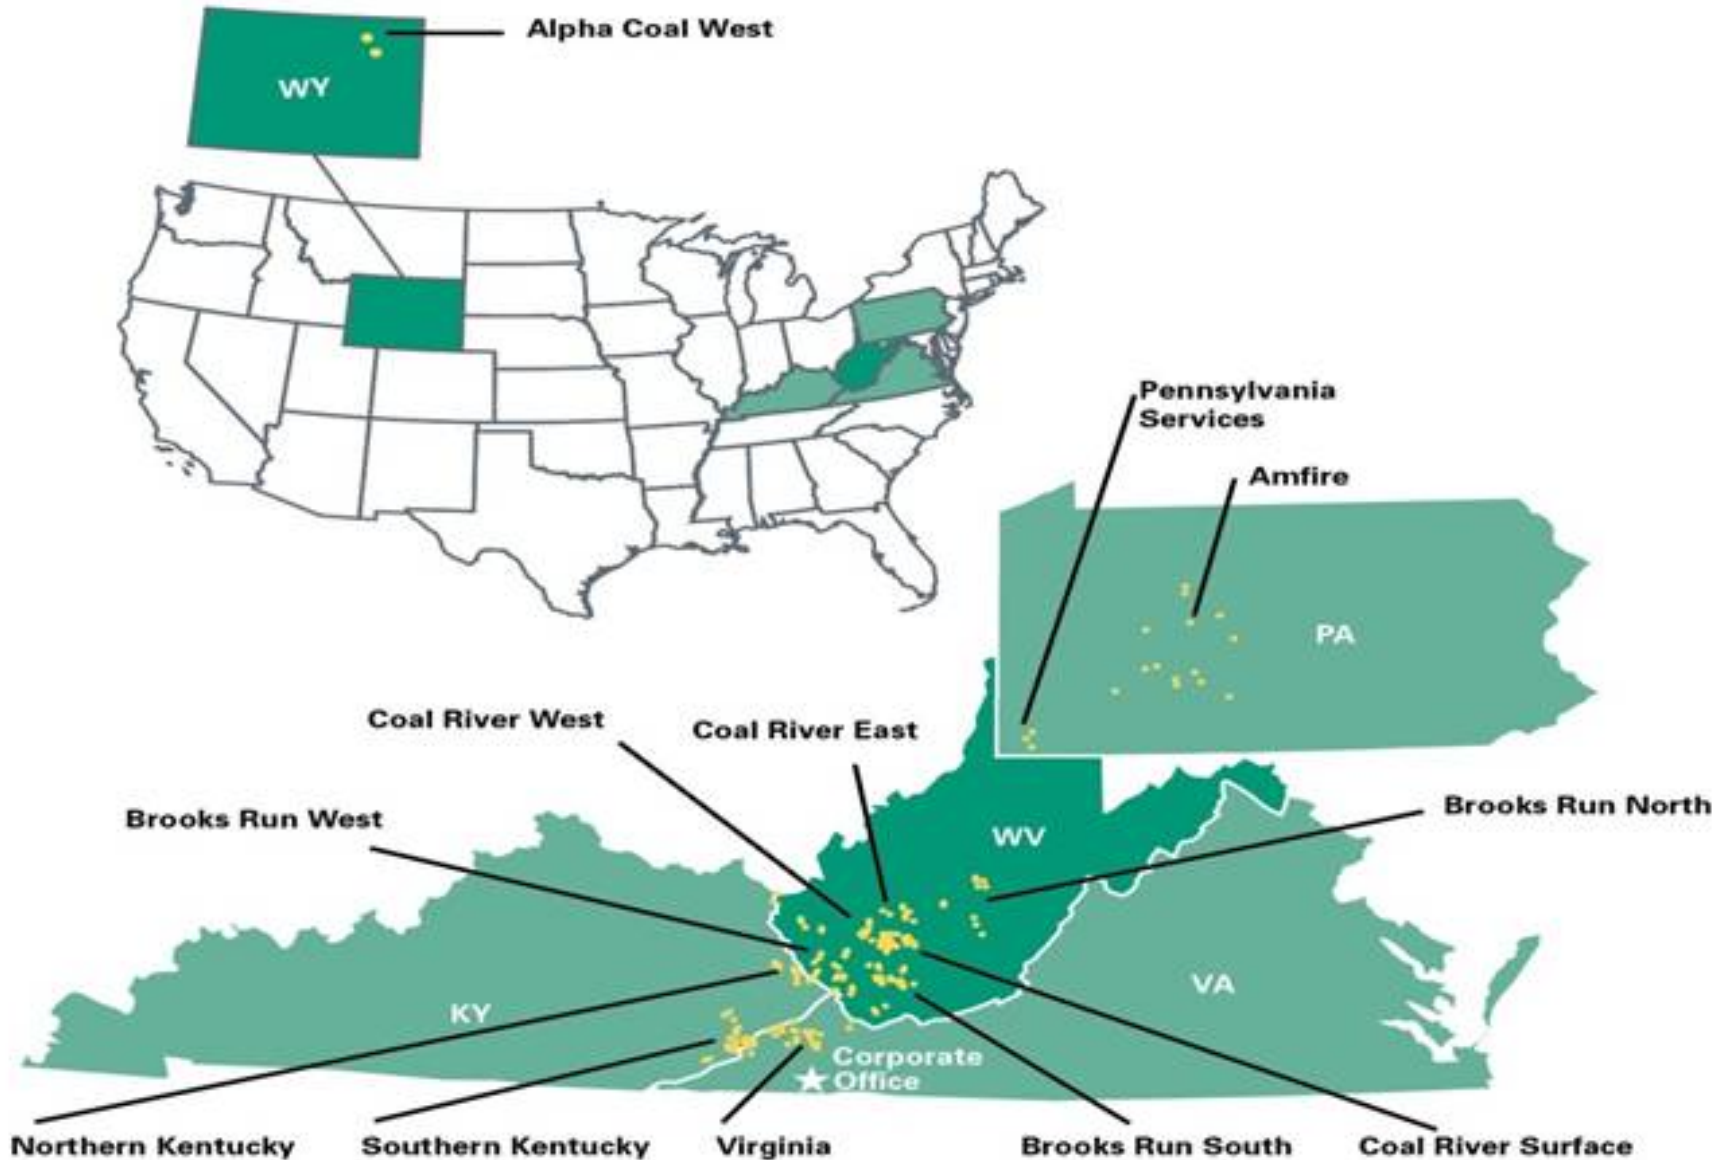 Alpha Coal West
WY
Pennsylvania
Services
Amfire
PA
Coal River West
Coal River East
Brooks Run West
Brooks Run North
WV
VA
KY
Corporate
Office
Northern Kentucky
Southern Kentucky
Virginia
Brooks Run South
Coal River Surface